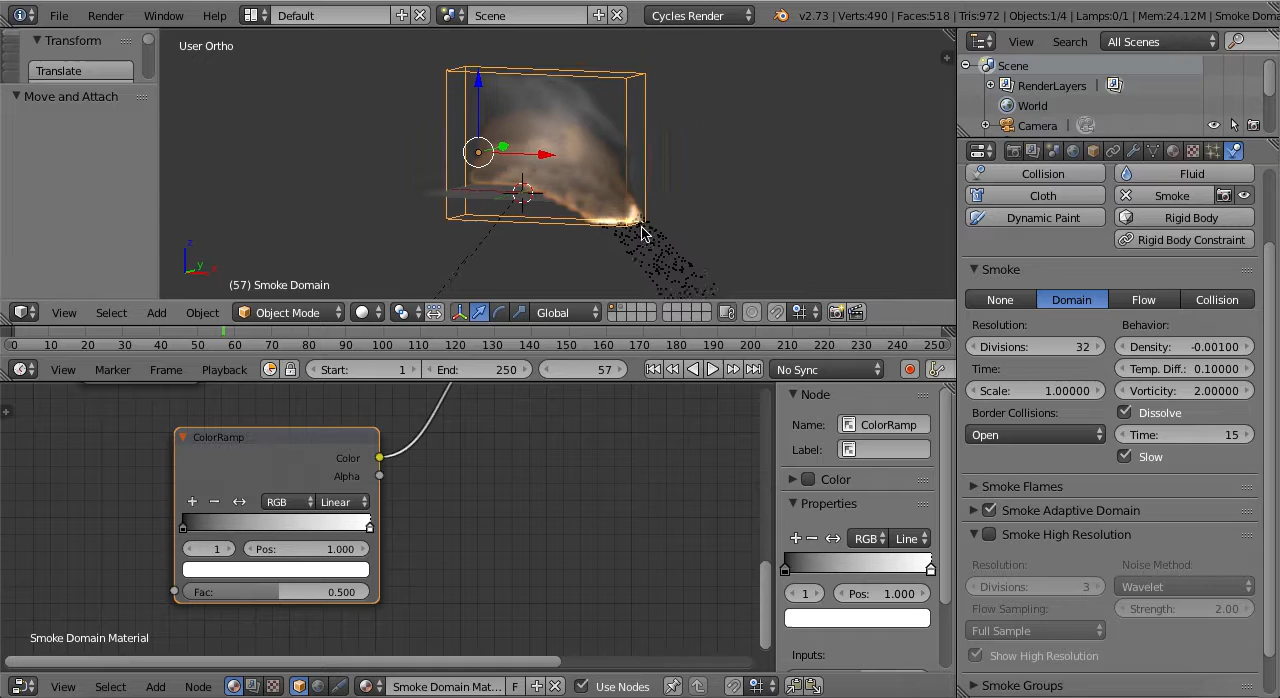 File Render Window Help Default Scene Cycles Render v2.73 | Verts:490 | Faces:518 | Tris:972 | Objects:1/4 | Lamps:0/1 | Mem:24.12M | Smoke Dom
Transform
Translate
Move and Attach
User Ortho
z
y
x
(57) Smoke Domain
View Select Add Object Object Mode Global
0 10 20 30 40 50 60 70 80 90 100 110 120 130 140 150 160 170 180 190 200 210 220 230 240 250
View Marker Frame Playback Start: 1 End: 250 57 No Sync
ColorRamp
Color
Alpha
RGB Linear
1 Pos: 1.000
Fac: 0.500
Smoke Domain Material
Node
Name: ColorRamp
Label:
Color
Properties
RGB Line
1 Pos: 1.000
Inputs:
View Select Add Node Smoke Domain Mat... F Use Nodes
View Search All Scenes
Scene
RenderLayers
World
Camera
Collision Fluid
Cloth Smoke
Dynamic Paint Rigid Body
Rigid Body Constraint
Smoke
None Domain Flow Collision
Resolution: Behavior:
Divisions: 32 Density: -0.00100
Time: Temp. Diff.: 0.10000
Scale: 1.00000 Vorticity: 2.00000
Border Collisions: Dissolve
Open Time: 15
Slow
Smoke Flames
Smoke Adaptive Domain
Smoke High Resolution
Resolution: Noise Method:
Divisions: 3 Wavelet
Flow Sampling: Strength: 2.00
Full Sample
Show High Resolution
Smoke Groups